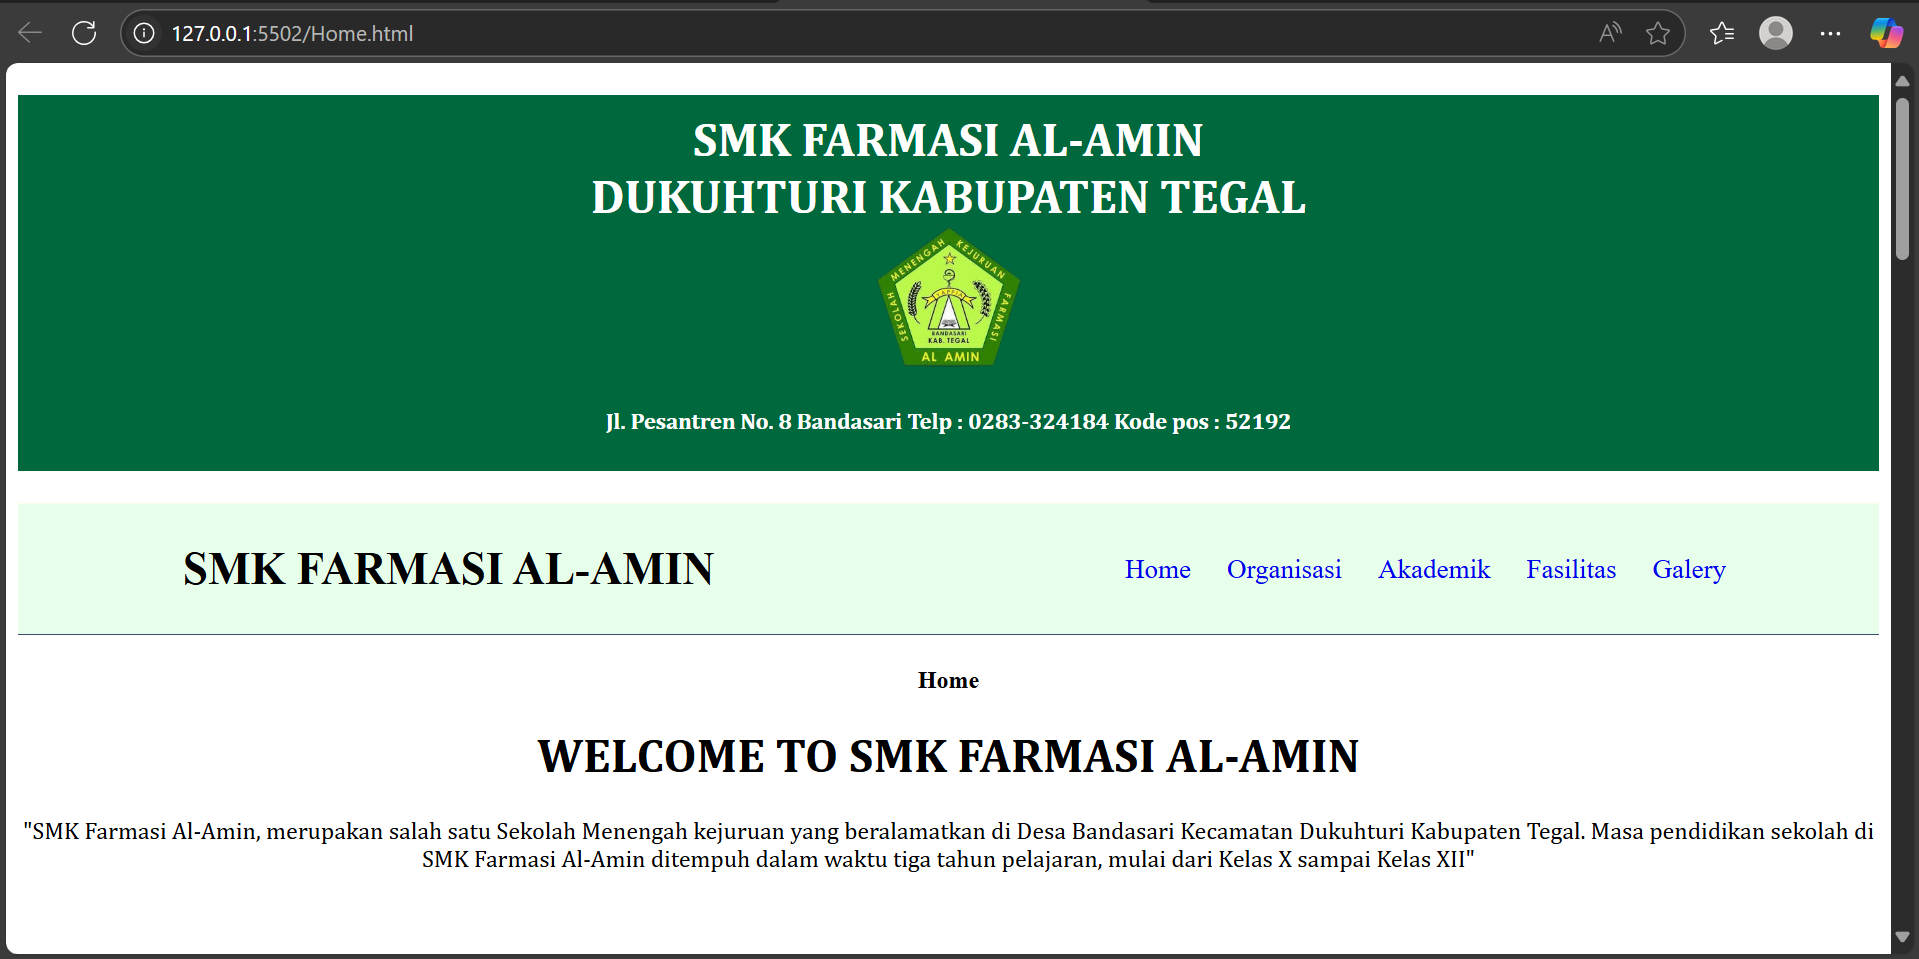 127.0.0.1:5502/Home.html
SMK FARMASI AL-AMIN
DUKUHTURI KABUPATEN TEGAL
SEKOLAH MENENGAH KEJURUAN FARMASI
YAPPIA
BANDASARI
KAB. TEGAL
AL AMIN
Jl. Pesantren No. 8 Bandasari Telp : 0283-324184 Kode pos : 52192
SMK FARMASI AL-AMIN
Home Organisasi Akademik Fasilitas Galery
Home
WELCOME TO SMK FARMASI AL-AMIN
"SMK Farmasi Al-Amin, merupakan salah satu Sekolah Menengah kejuruan yang beralamatkan di Desa Bandasari Kecamatan Dukuhturi Kabupaten Tegal. Masa pendidikan sekolah di
SMK Farmasi Al-Amin ditempuh dalam waktu tiga tahun pelajaran, mulai dari Kelas X sampai Kelas XII"